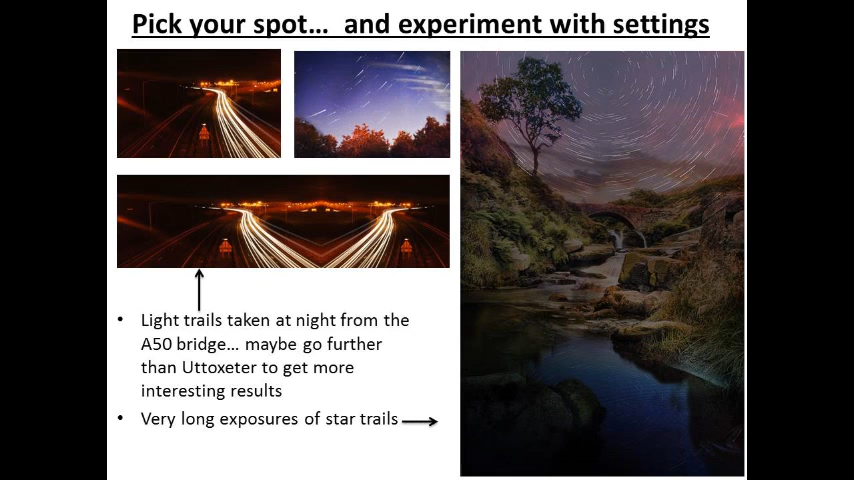 Pick your spot… and experiment with settings
• Light trails taken at night from the
A50 bridge… maybe go further
than Uttoxeter to get more
interesting results
• Very long exposures of star trails